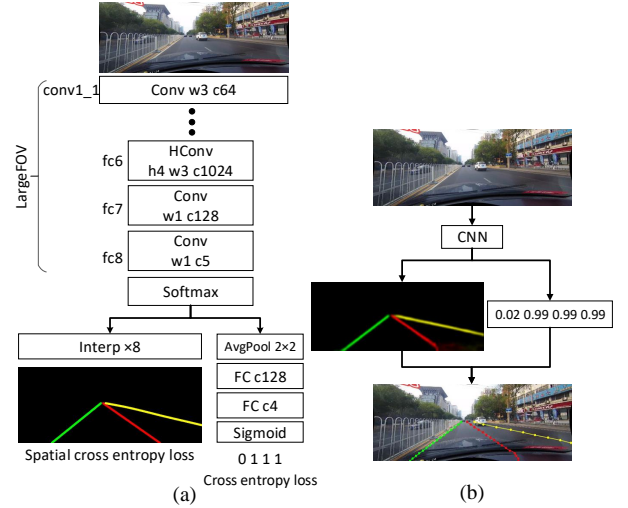 conv1_1
Conv w3 c64
LargeFOV
fc6
HConv
h4 w3 c1024
fc7
Conv
w1 c128
fc8
Conv
w1 c5
Softmax
Interp ×8
AvgPool 2×2
FC c128
FC c4
Sigmoid
0 1 1 1
Spatial cross entropy loss
Cross entropy loss
(a)
CNN
0.02 0.99 0.99 0.99
(b)